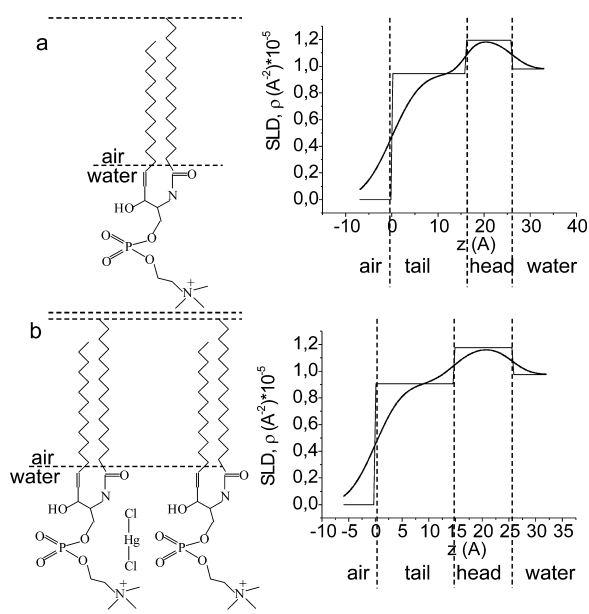 a
air
water
HO
O
N
O
O
P
O
O
N
+
SLD, ρ (A⁻²)*10⁻⁵
1,2
1,0
0,8
0,6
0,4
0,2
0,0
-10 0 10 20 30 40
z (A)
air tail head water
b
air
water
HO
O
N
O
O
P
O
O
N
+
Cl
Hg
Cl
HO
O
N
O
O
P
O
O
N
+
SLD, ρ (A⁻²)*10⁻⁵
1,2
1,0
0,8
0,6
0,4
0,2
0,0
-10 -5 0 5 10 15 20 25 30 35
z (A)
air tail head water